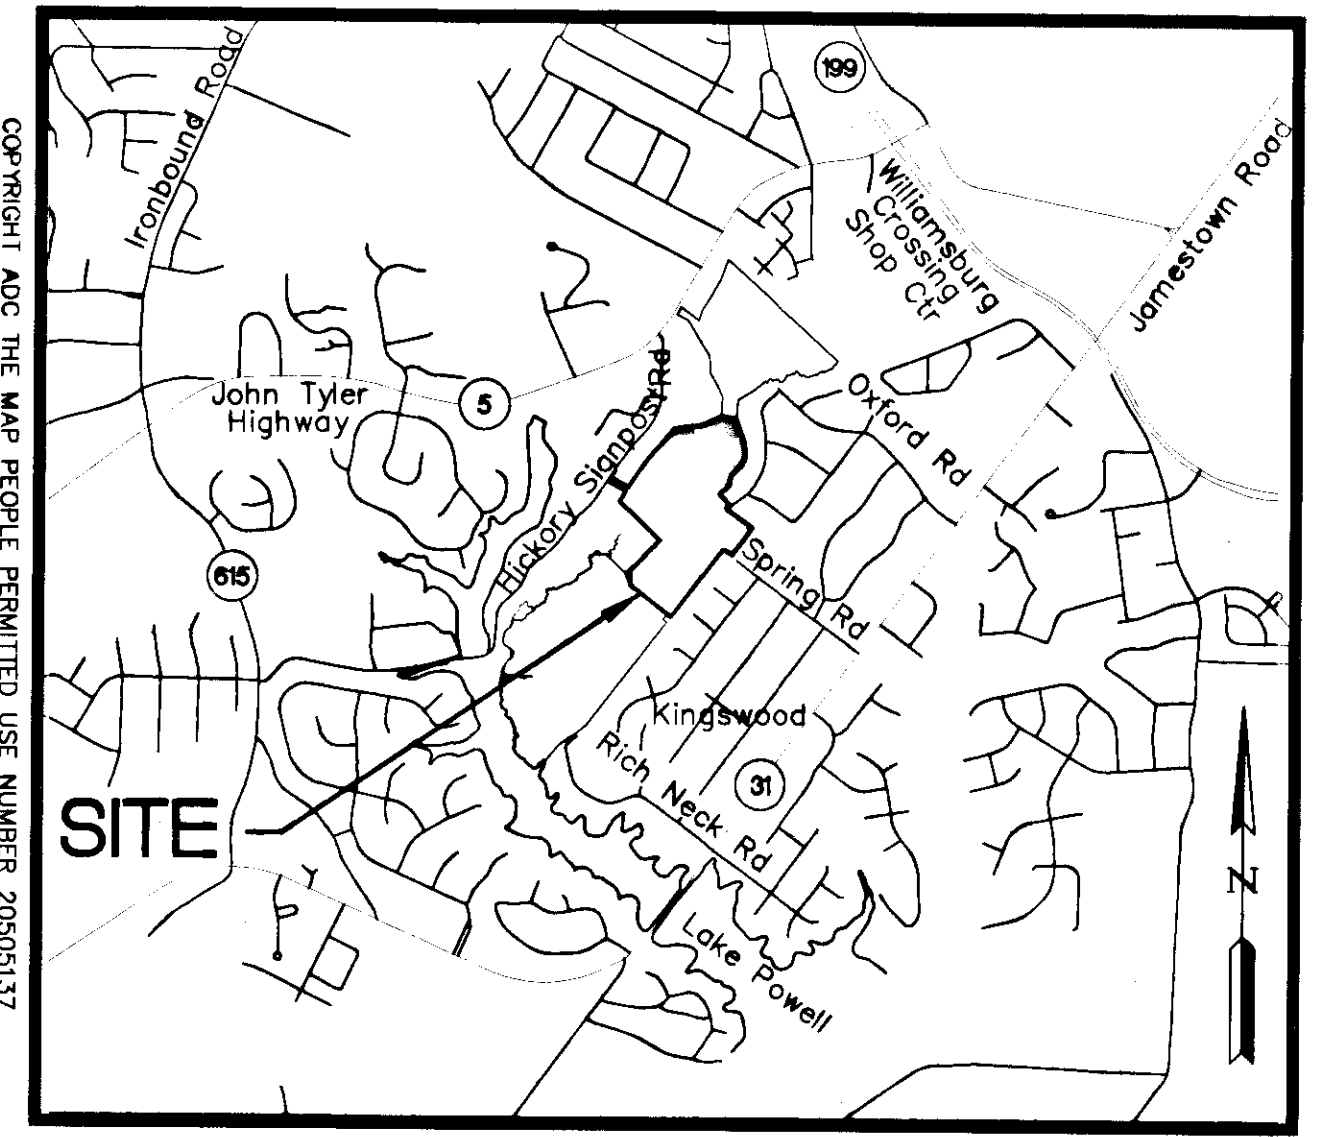 COPYRIGHT ADC THE MAP PEOPLE PERMITTED USE NUMBER 20505137
Ironbound Road
199
Williamsburg
Crossing
Shop Ctr
Jamestown Road
John Tyler
Highway
5
Hickory Signpost Rd
Oxford Rd
615
Spring Rd
Kingswood
Rich Neck Rd
31
SITE
Lake Powell
N